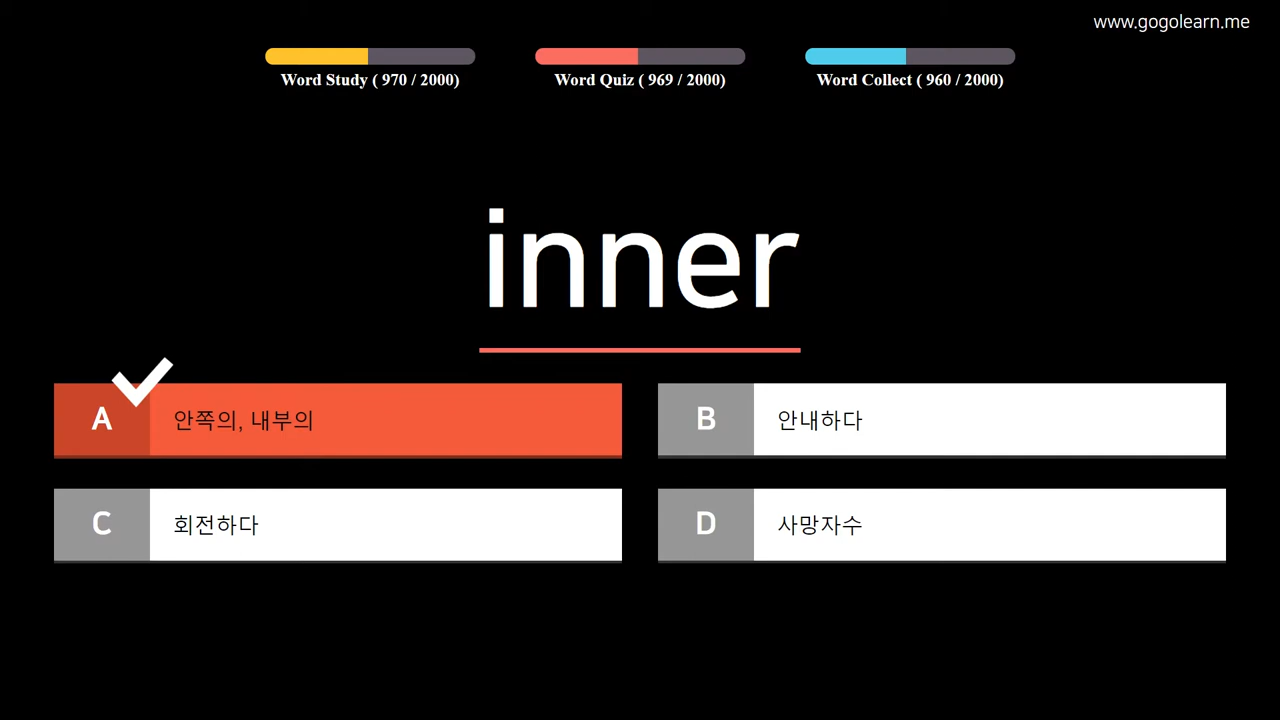 www.gogolearn.me
Word Study ( 970 / 2000)
Word Quiz ( 969 / 2000)
Word Collect ( 960 / 2000)
inner
A 안쪽의, 내부의
B 안내하다
C 회전하다
D 사망자수